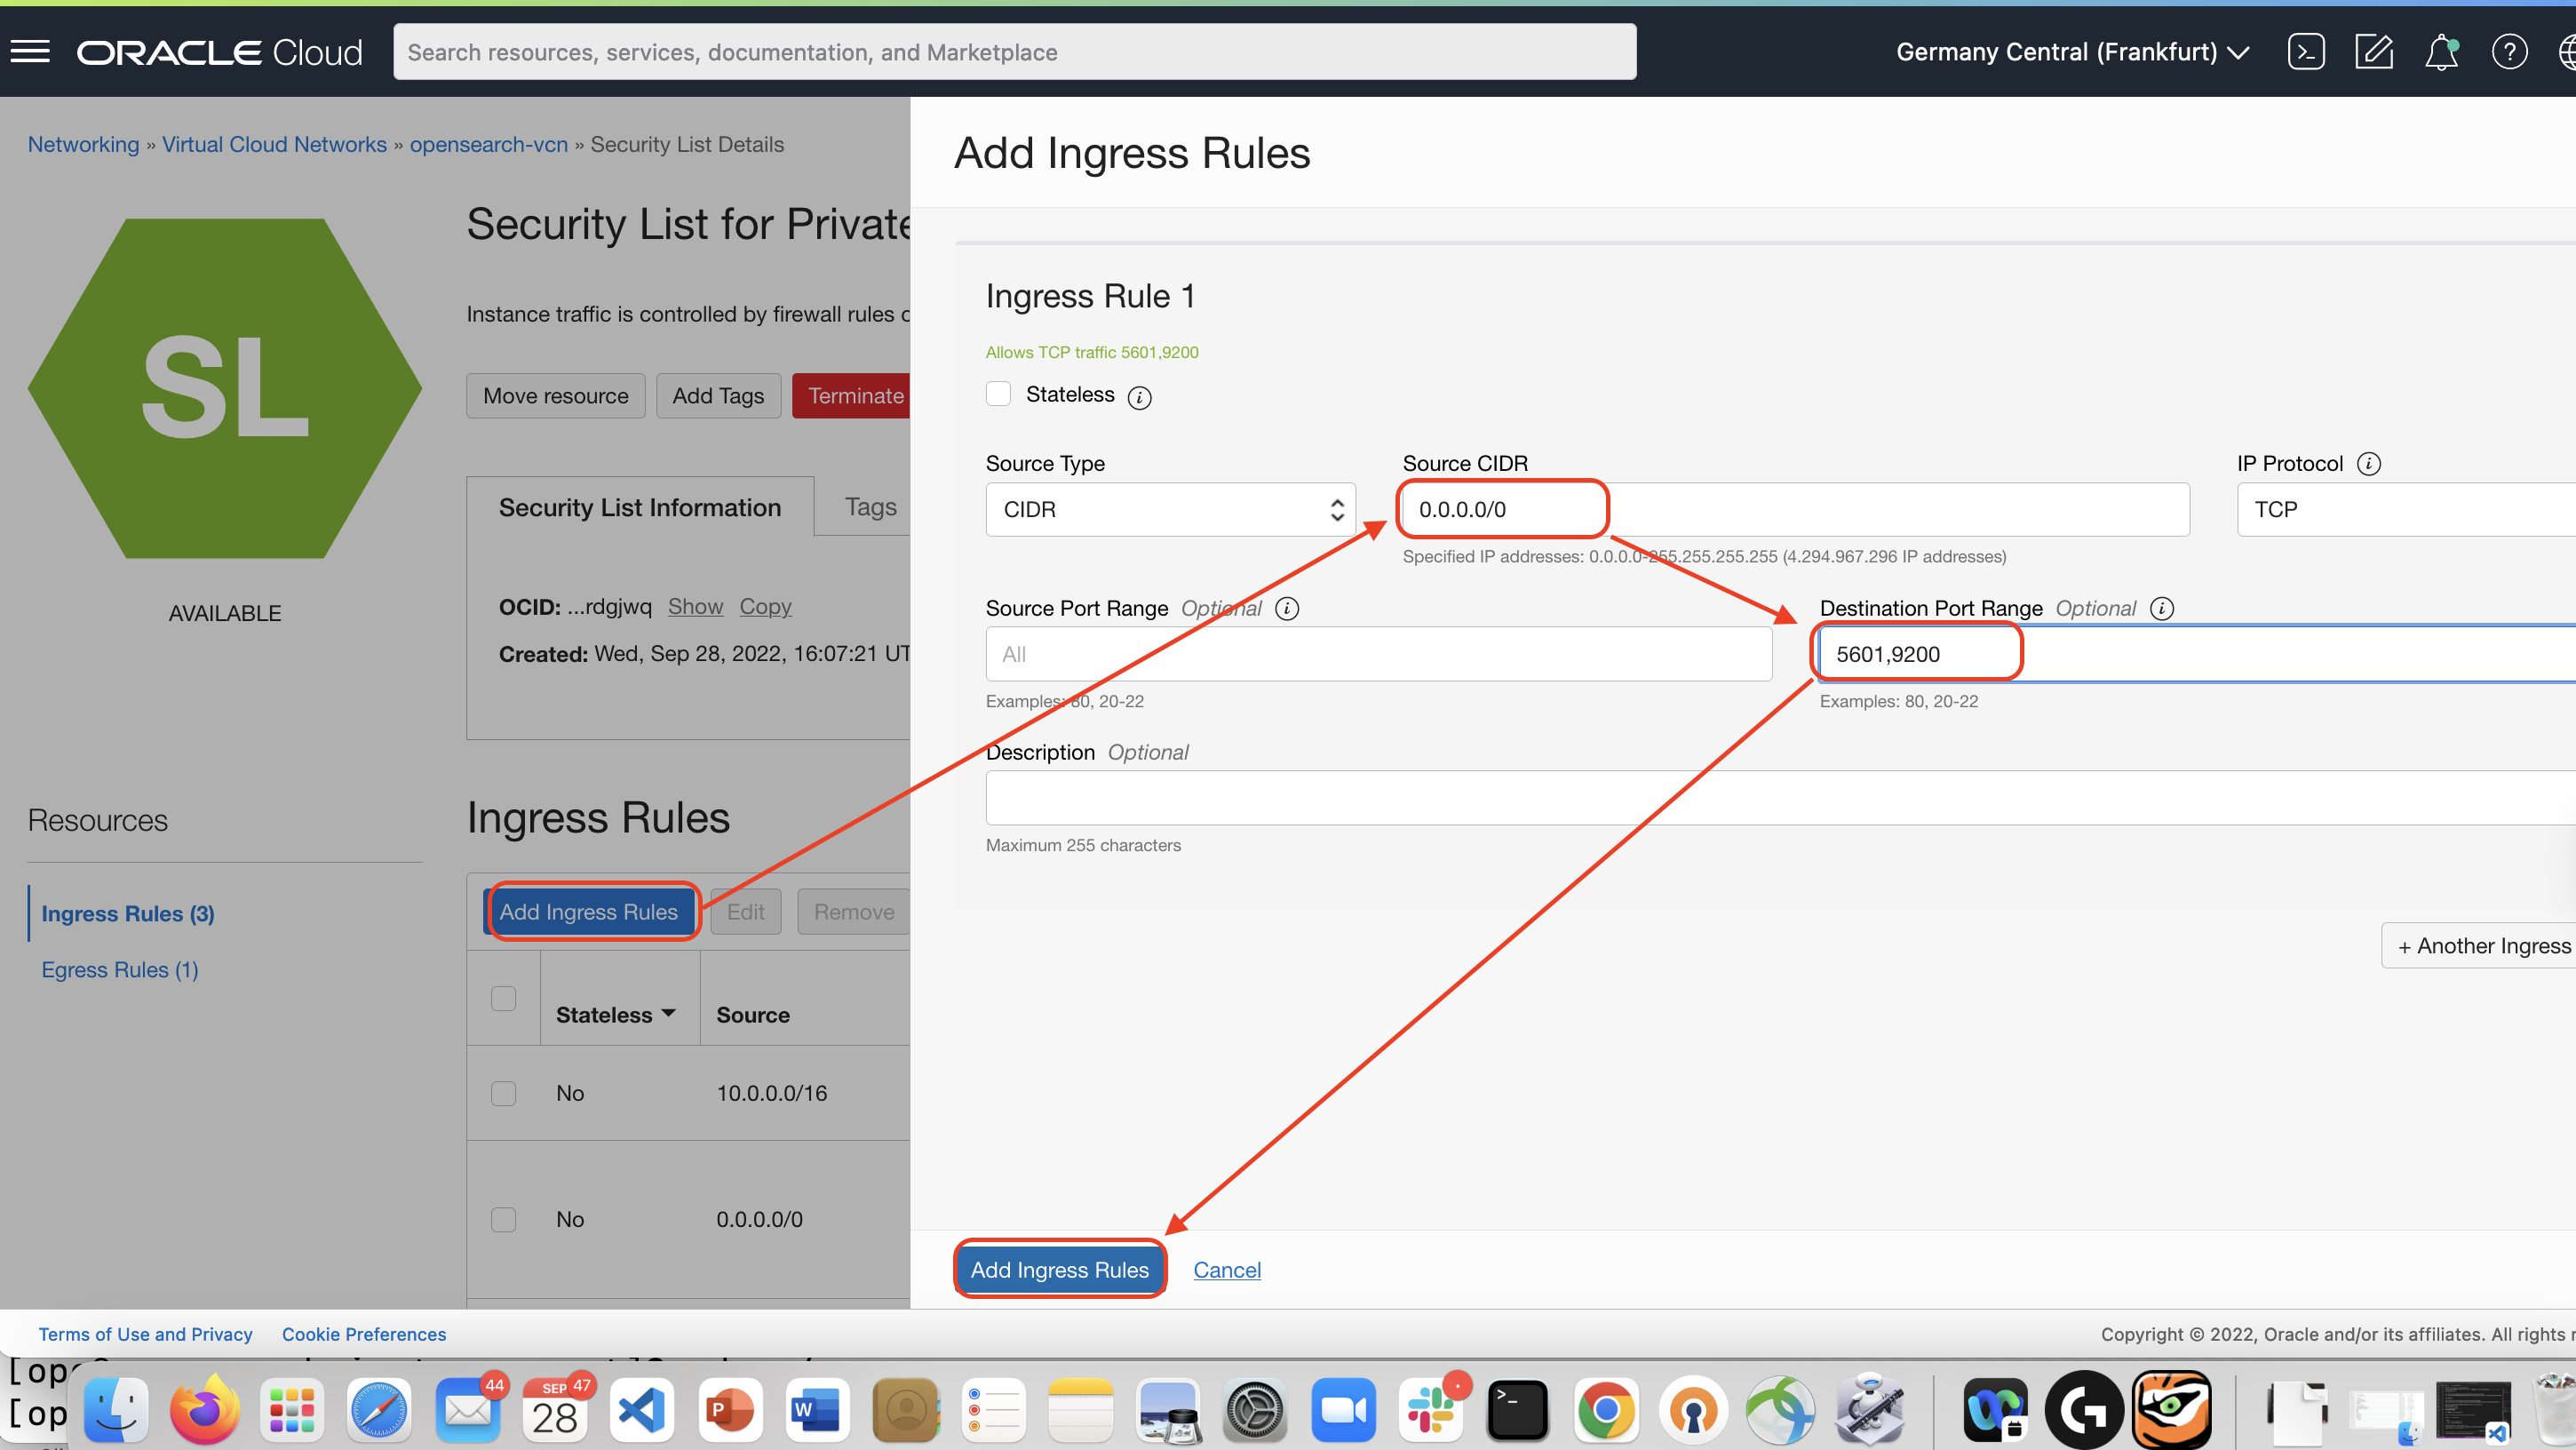 ORACLE Cloud
Search resources, services, documentation, and Marketplace
Germany Central (Frankfurt)
Networking » Virtual Cloud Networks » opensearch-vcn » Security List Details
SL
AVAILABLE
Security List for Private
Instance traffic is controlled by firewall rules
Move resource
Add Tags
Terminate
Security List Information
Tags
OCID: ...rdgjwq Show Copy
Created: Wed, Sep 28, 2022, 16:07:21 UT
Resources
Ingress Rules (3)
Egress Rules (1)
Ingress Rules
Add Ingress Rules
Edit
Remove
Stateless
Source
No
10.0.0.0/16
No
0.0.0.0/0
Add Ingress Rules
Ingress Rule 1
Allows TCP traffic 5601,9200
Stateless
Source Type
CIDR
Source CIDR
0.0.0.0/0
Specified IP addresses: 0.0.0.0-255.255.255.255 (4.294.967.296 IP addresses)
IP Protocol
TCP
Source Port Range Optional
All
Examples: 80, 20-22
Destination Port Range Optional
5601,9200
Examples: 80, 20-22
Description Optional
Maximum 255 characters
+ Another Ingress
Add Ingress Rules
Cancel
Terms of Use and Privacy
Cookie Preferences
Copyright © 2022, Oracle and/or its affiliates. All rights
[op
[op
44
SEP
47
28
P
W